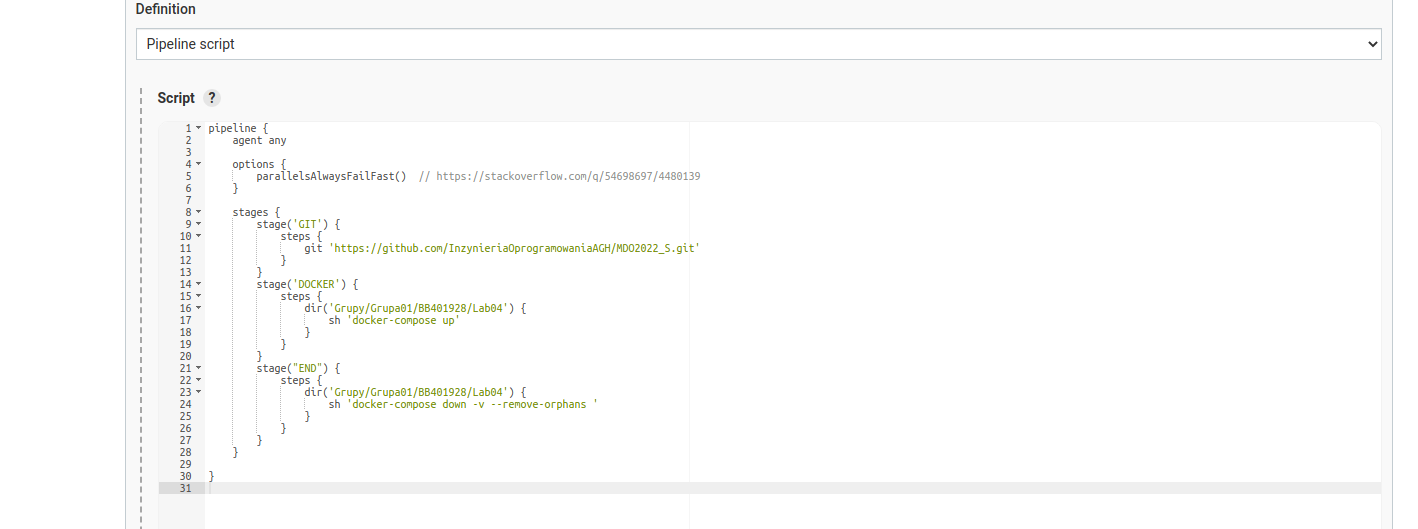 Definition
Pipeline script
Script ?
1 pipeline {
2     agent any
3
4     options {
5         parallelsAlwaysFailFast()  // https://stackoverflow.com/q/54698697/4480139
6     }
7
8     stages {
9         stage('GIT') {
10             steps {
11                 git 'https://github.com/InzynieriaOprogramowaniaAGH/MDO2022_S.git'
12             }
13         }
14         stage('DOCKER') {
15             steps {
16                 dir('Grupy/Grupa01/BB401928/Lab04') {
17                     sh 'docker-compose up'
18                 }
19             }
20         }
21         stage("END") {
22             steps {
23                 dir('Grupy/Grupa01/BB401928/Lab04') {
24                     sh 'docker-compose down -v --remove-orphans '
25                 }
26             }
27         }
28     }
29
30 }
31